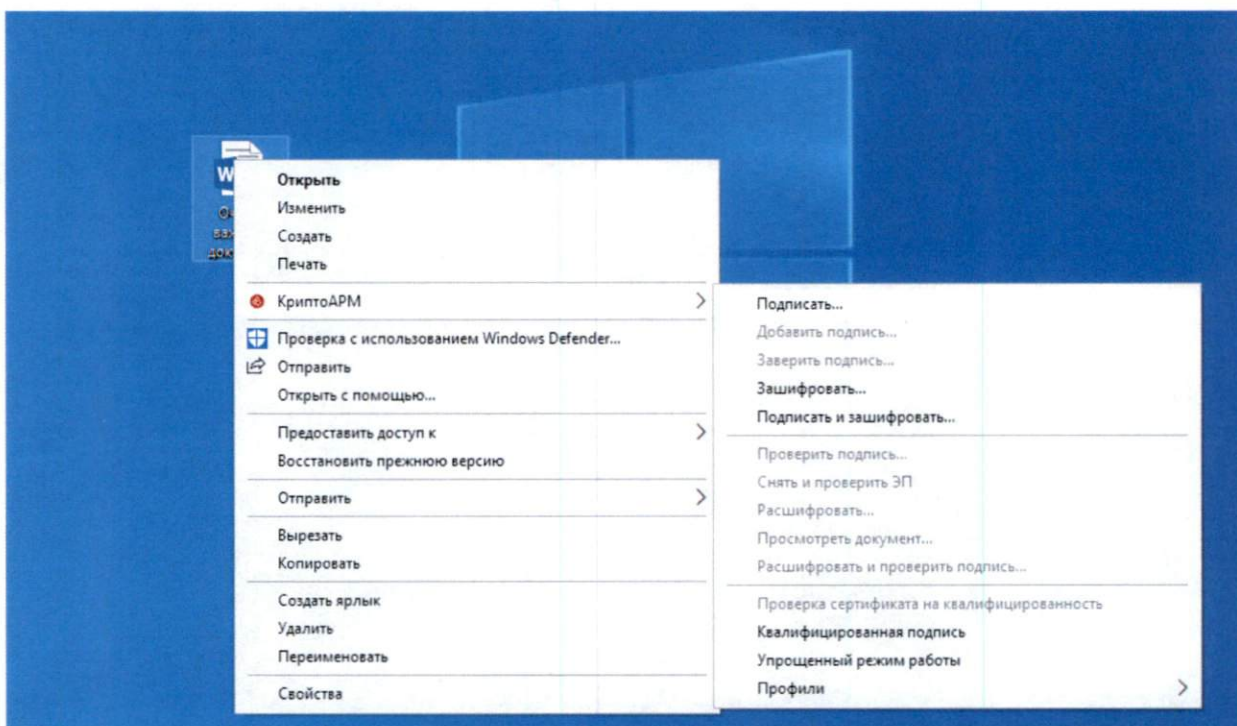 W
Открыть
Изменить
Создать
Печать
КриптоАРМ
Проверка с использованием Windows Defender...
Отправить
Открыть с помощью...
Предоставить доступ к
Восстановить прежнюю версию
Отправить
Вырезать
Копировать
Создать ярлык
Удалить
Переименовать
Свойства
Подписать...
Добавить подпись...
Заверить подпись...
Зашифровать...
Подписать и зашифровать...
Проверить подпись...
Снять и проверить ЭП
Расшифровать...
Просмотреть документ...
Расшифровать и проверить подпись...
Проверка сертификата на квалифицированность
Квалифицированная подпись
Упрощенный режим работы
Профили